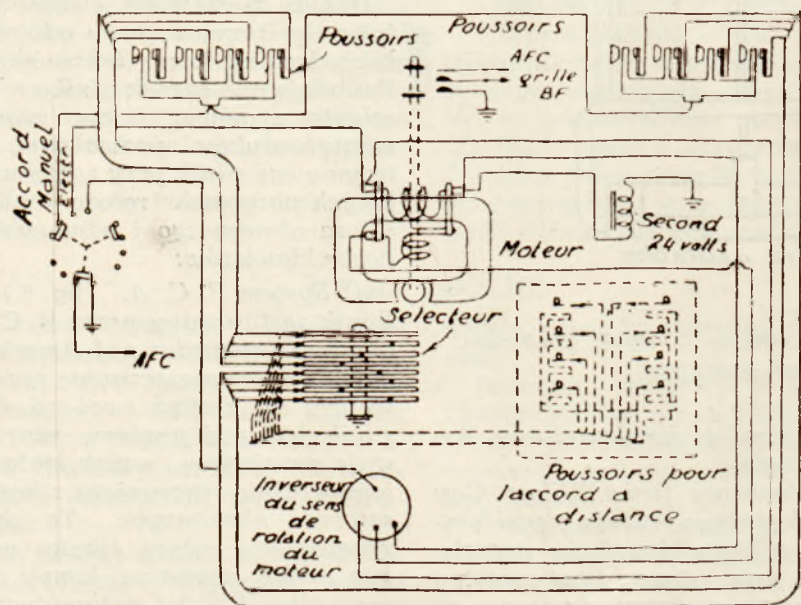 Poussoirs
Poussoirs
AFC
grille
BF
Accord
Manuel
Electr
Second
24 volts
Moteur
Selecteur
AFC
Poussoirs pour
l'accord a
distance
Inverseur
du sens
de
rotation
du
moteur